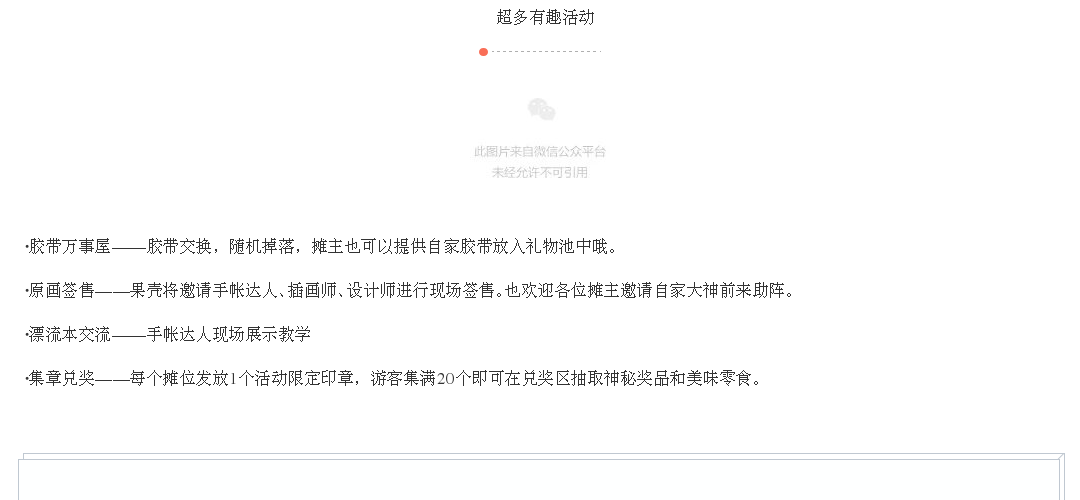 超多有趣活动
此图片来自微信公众平台
未经允许不可引用
·胶带万事屋——胶带交换，随机掉落，摊主也可以提供自家胶带放入礼物池中哦。
·原画签售——果壳将邀请手帐达人、插画师、设计师进行现场签售。也欢迎各位摊主邀请自家大神前来助阵。
·漂流本交流——手帐达人现场展示教学
·集章兑奖——每个摊位发放1个活动限定印章，游客集满20个即可在兑奖区抽取神秘奖品和美味零食。